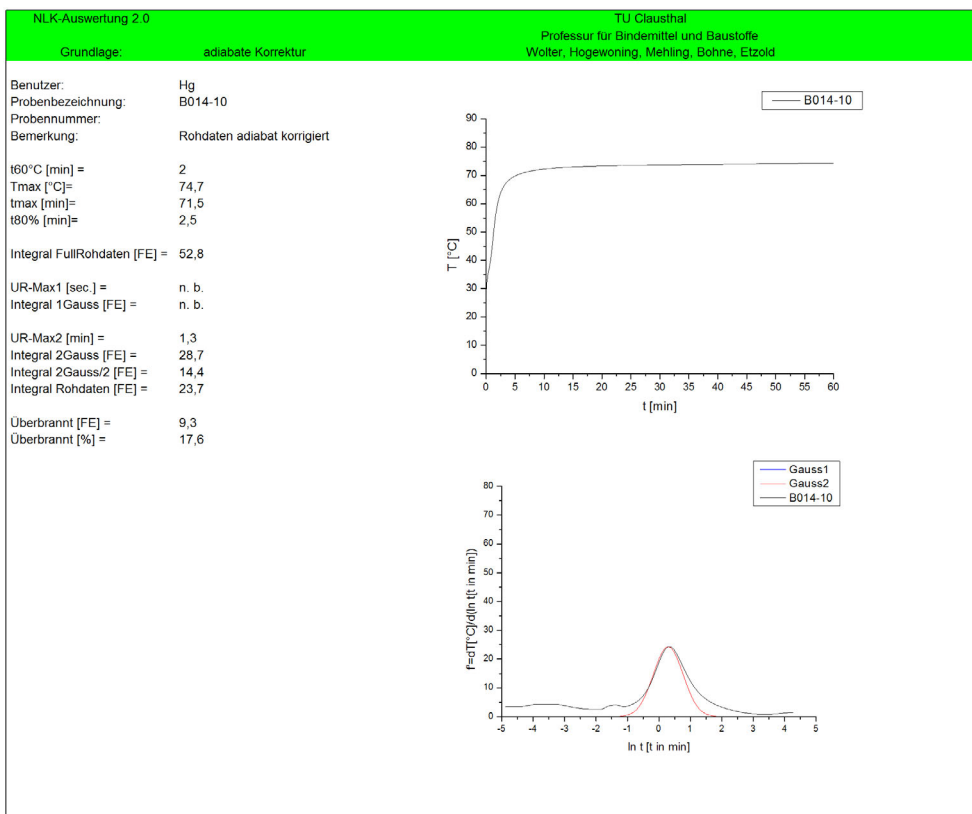 NLK-Auswertung 2.0
TU Clausthal
Professur für Bindemittel und Baustoffe
Grundlage: adiabate Korrektur
Wolter, Hogewoning, Mehling, Bohne, Etzold
Benutzer: Hg
Probenbezeichnung: B014-10
Probennummer:
Bemerkung: Rohdaten adiabat korrigiert
t60°C [min] = 2
Tmax [°C]= 74,7
tmax [min]= 71,5
t80% [min]= 2,5
Integral FullRohdaten [FE] = 52,8
UR-Max1 [sec.] = n. b.
Integral 1Gauss [FE] = n. b.
UR-Max2 [min] = 1,3
Integral 2Gauss [FE] = 28,7
Integral 2Gauss/2 [FE] = 14,4
Integral Rohdaten [FE] = 23,7
Überbrannt [FE] = 9,3
Überbrannt [%] = 17,6
B014-10
90
80
70
60
50
40
30
20
10
0
T [°C]
0 5 10 15 20 25 30 35 40 45 50 55 60
t [min]
Gauss1
Gauss2
B014-10
80
70
60
50
40
30
20
10
0
f'=dT[°C]/d(ln t[t in min])
-5 -4 -3 -2 -1 0 1 2 3 4 5
ln t [t in min]